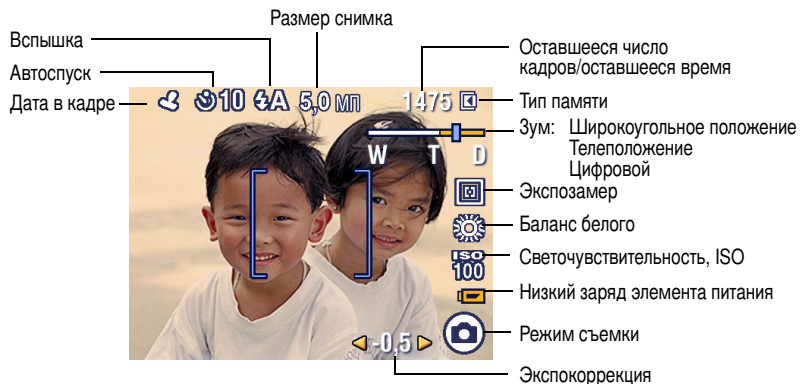 Размер снимка
Вспышка
Автоспуск
Дата в кадре
Оставшееся число
кадров/оставшееся время
Тип памяти
Зум: Широкоугольное положение
Телеположение
Цифровой
Экспозамер
Баланс белого
Светочувствительность, ISO
Низкий заряд элемента питания
Режим съемки
Экспокоррекция
10 A 5,0 МП 1475
W T D
ISO
100
-0,5